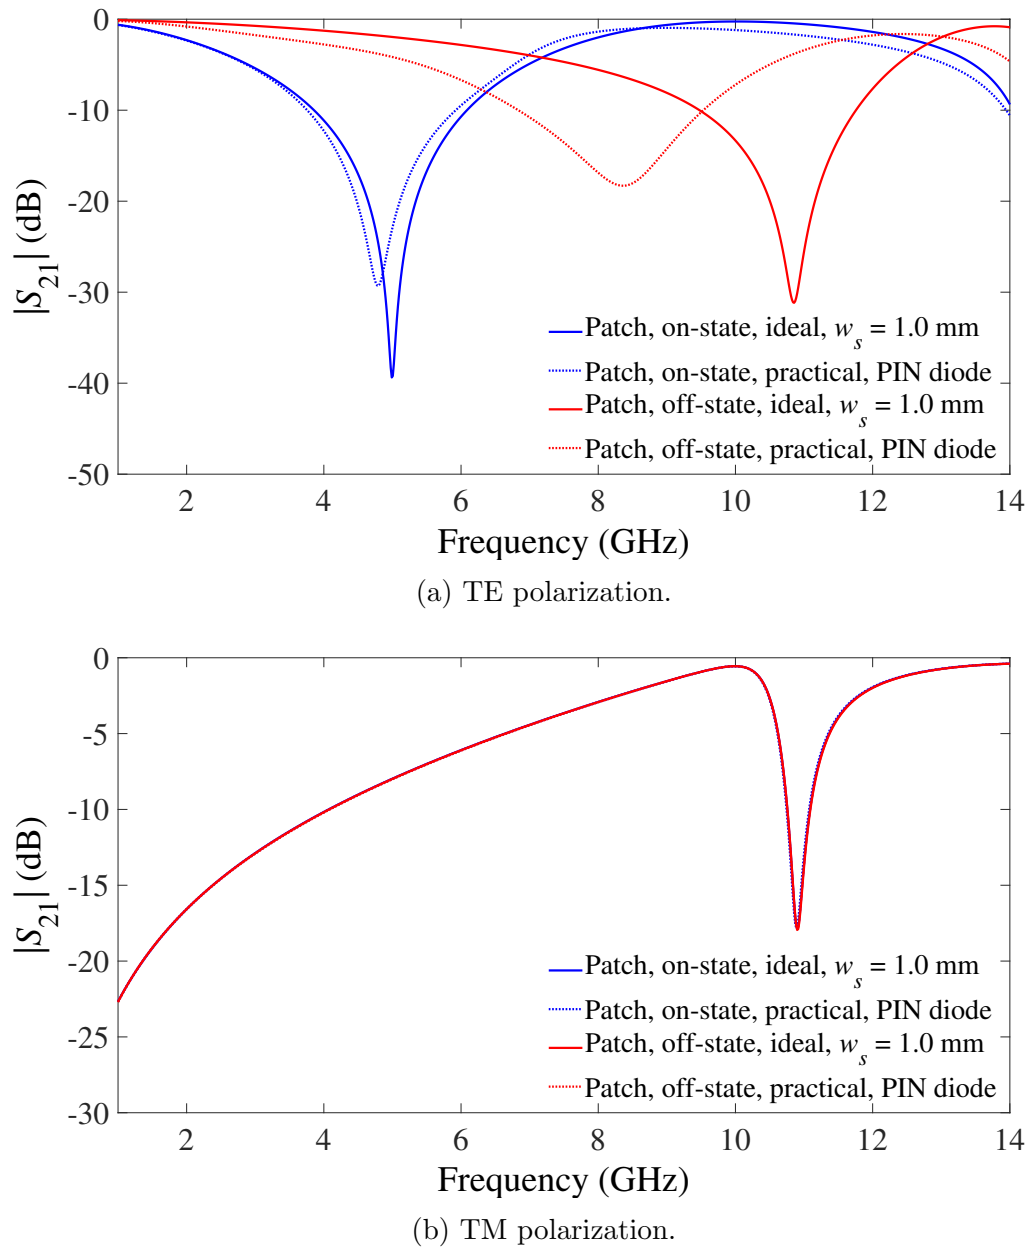 0
-10
-20
-30
-40
-50
|S21| (dB)
Patch, on-state, ideal, ws = 1.0 mm
Patch, on-state, practical, PIN diode
Patch, off-state, ideal, ws = 1.0 mm
Patch, off-state, practical, PIN diode
2 4 6 8 10 12 14
Frequency (GHz)
(a) TE polarization.
0
-5
-10
-15
-20
-25
-30
|S21| (dB)
Patch, on-state, ideal, ws = 1.0 mm
Patch, on-state, practical, PIN diode
Patch, off-state, ideal, ws = 1.0 mm
Patch, off-state, practical, PIN diode
2 4 6 8 10 12 14
Frequency (GHz)
(b) TM polarization.